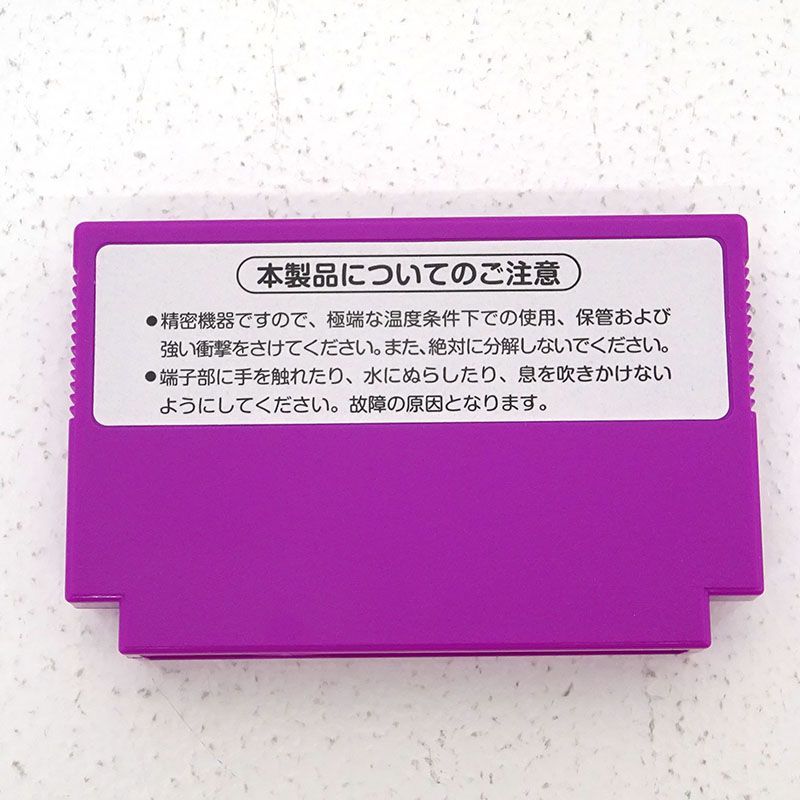 本製品についてのご注意
●精密機器ですので、極端な温度条件下での使用、保管および
強い衝撃をさけてください。また、絶対に分解しないでください。
●端子部に手を触れたり、水にぬらしたり、息を吹きかけない
ようにしてください。故障の原因となります。